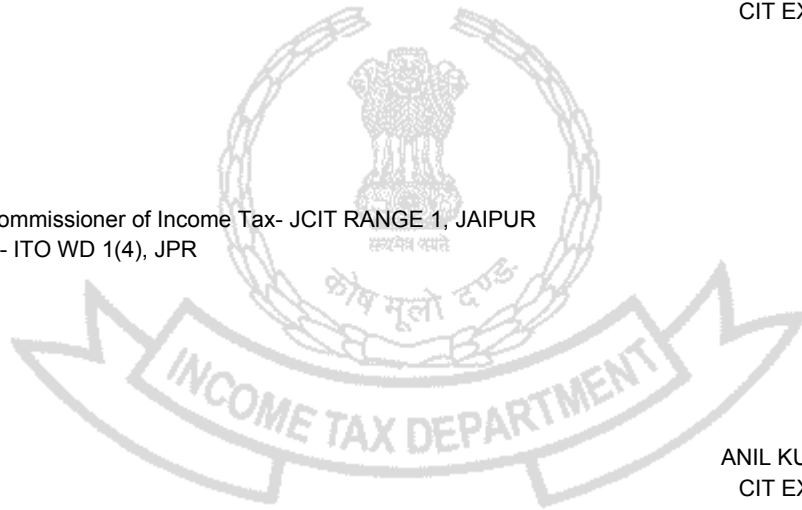 CIT EX
ommissioner of Income Tax- JCIT RANGE 1, JAIPUR
- ITO WD 1(4), JPR
सत्यमेव जयते
कोष मूलो दण्डः
INCOME TAX DEPARTMENT
ANIL KU
CIT EX